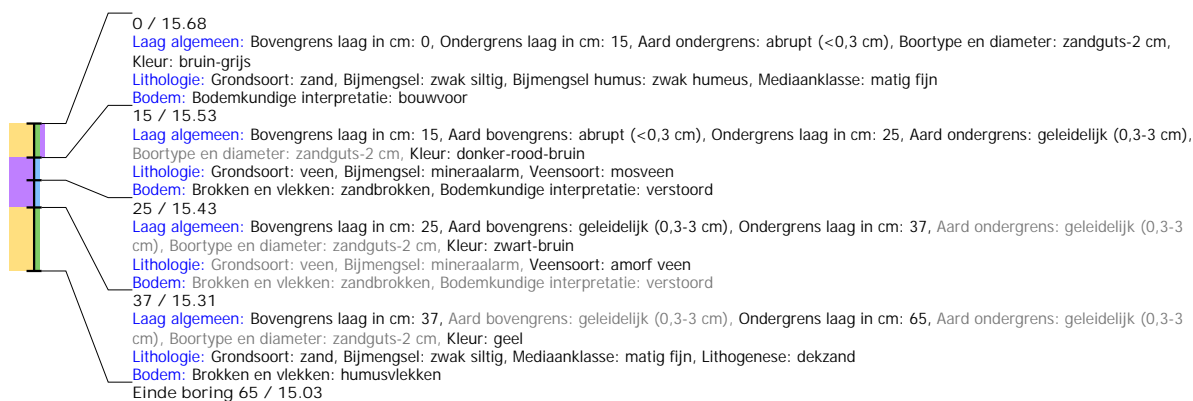 0 / 15.68
Laag algemeen: Bovengrens laag in cm: 0, Ondergrens laag in cm: 15, Aard ondergrens: abrupt (<0,3 cm), Boortype en diameter: zandguts-2 cm,
Kleur: bruin-grijs
Lithologie: Grondsoort: zand, Bijmengsel: zwak siltig, Bijmengsel humus: zwak humeus, Mediaanklasse: matig fijn
Bodem: Bodemkundige interpretatie: bouwvoor
15 / 15.53
Laag algemeen: Bovengrens laag in cm: 15, Aard bovengrens: abrupt (<0,3 cm), Ondergrens laag in cm: 25, Aard ondergrens: geleidelijk (0,3-3 cm),
Boortype en diameter: zandguts-2 cm, Kleur: donker-rood-bruin
Lithologie: Grondsoort: veen, Bijmengsel: mineraalarm, Veensoort: mosveen
Bodem: Brokken en vlekken: zandbrokken, Bodemkundige interpretatie: verstoord
25 / 15.43
Laag algemeen: Bovengrens laag in cm: 25, Aard bovengrens: geleidelijk (0,3-3 cm), Ondergrens laag in cm: 37, Aard ondergrens: geleidelijk (0,3-3
cm), Boortype en diameter: zandguts-2 cm, Kleur: zwart-bruin
Lithologie: Grondsoort: veen, Bijmengsel: mineraalarm, Veensoort: amorf veen
Bodem: Brokken en vlekken: zandbrokken, Bodemkundige interpretatie: verstoord
37 / 15.31
Laag algemeen: Bovengrens laag in cm: 37, Aard bovengrens: geleidelijk (0,3-3 cm), Ondergrens laag in cm: 65, Aard ondergrens: geleidelijk (0,3-3
cm), Boortype en diameter: zandguts-2 cm, Kleur: geel
Lithologie: Grondsoort: zand, Bijmengsel: zwak siltig, Mediaanklasse: matig fijn, Lithogenese: dekzand
Bodem: Brokken en vlekken: humusvlekken
Einde boring 65 / 15.03